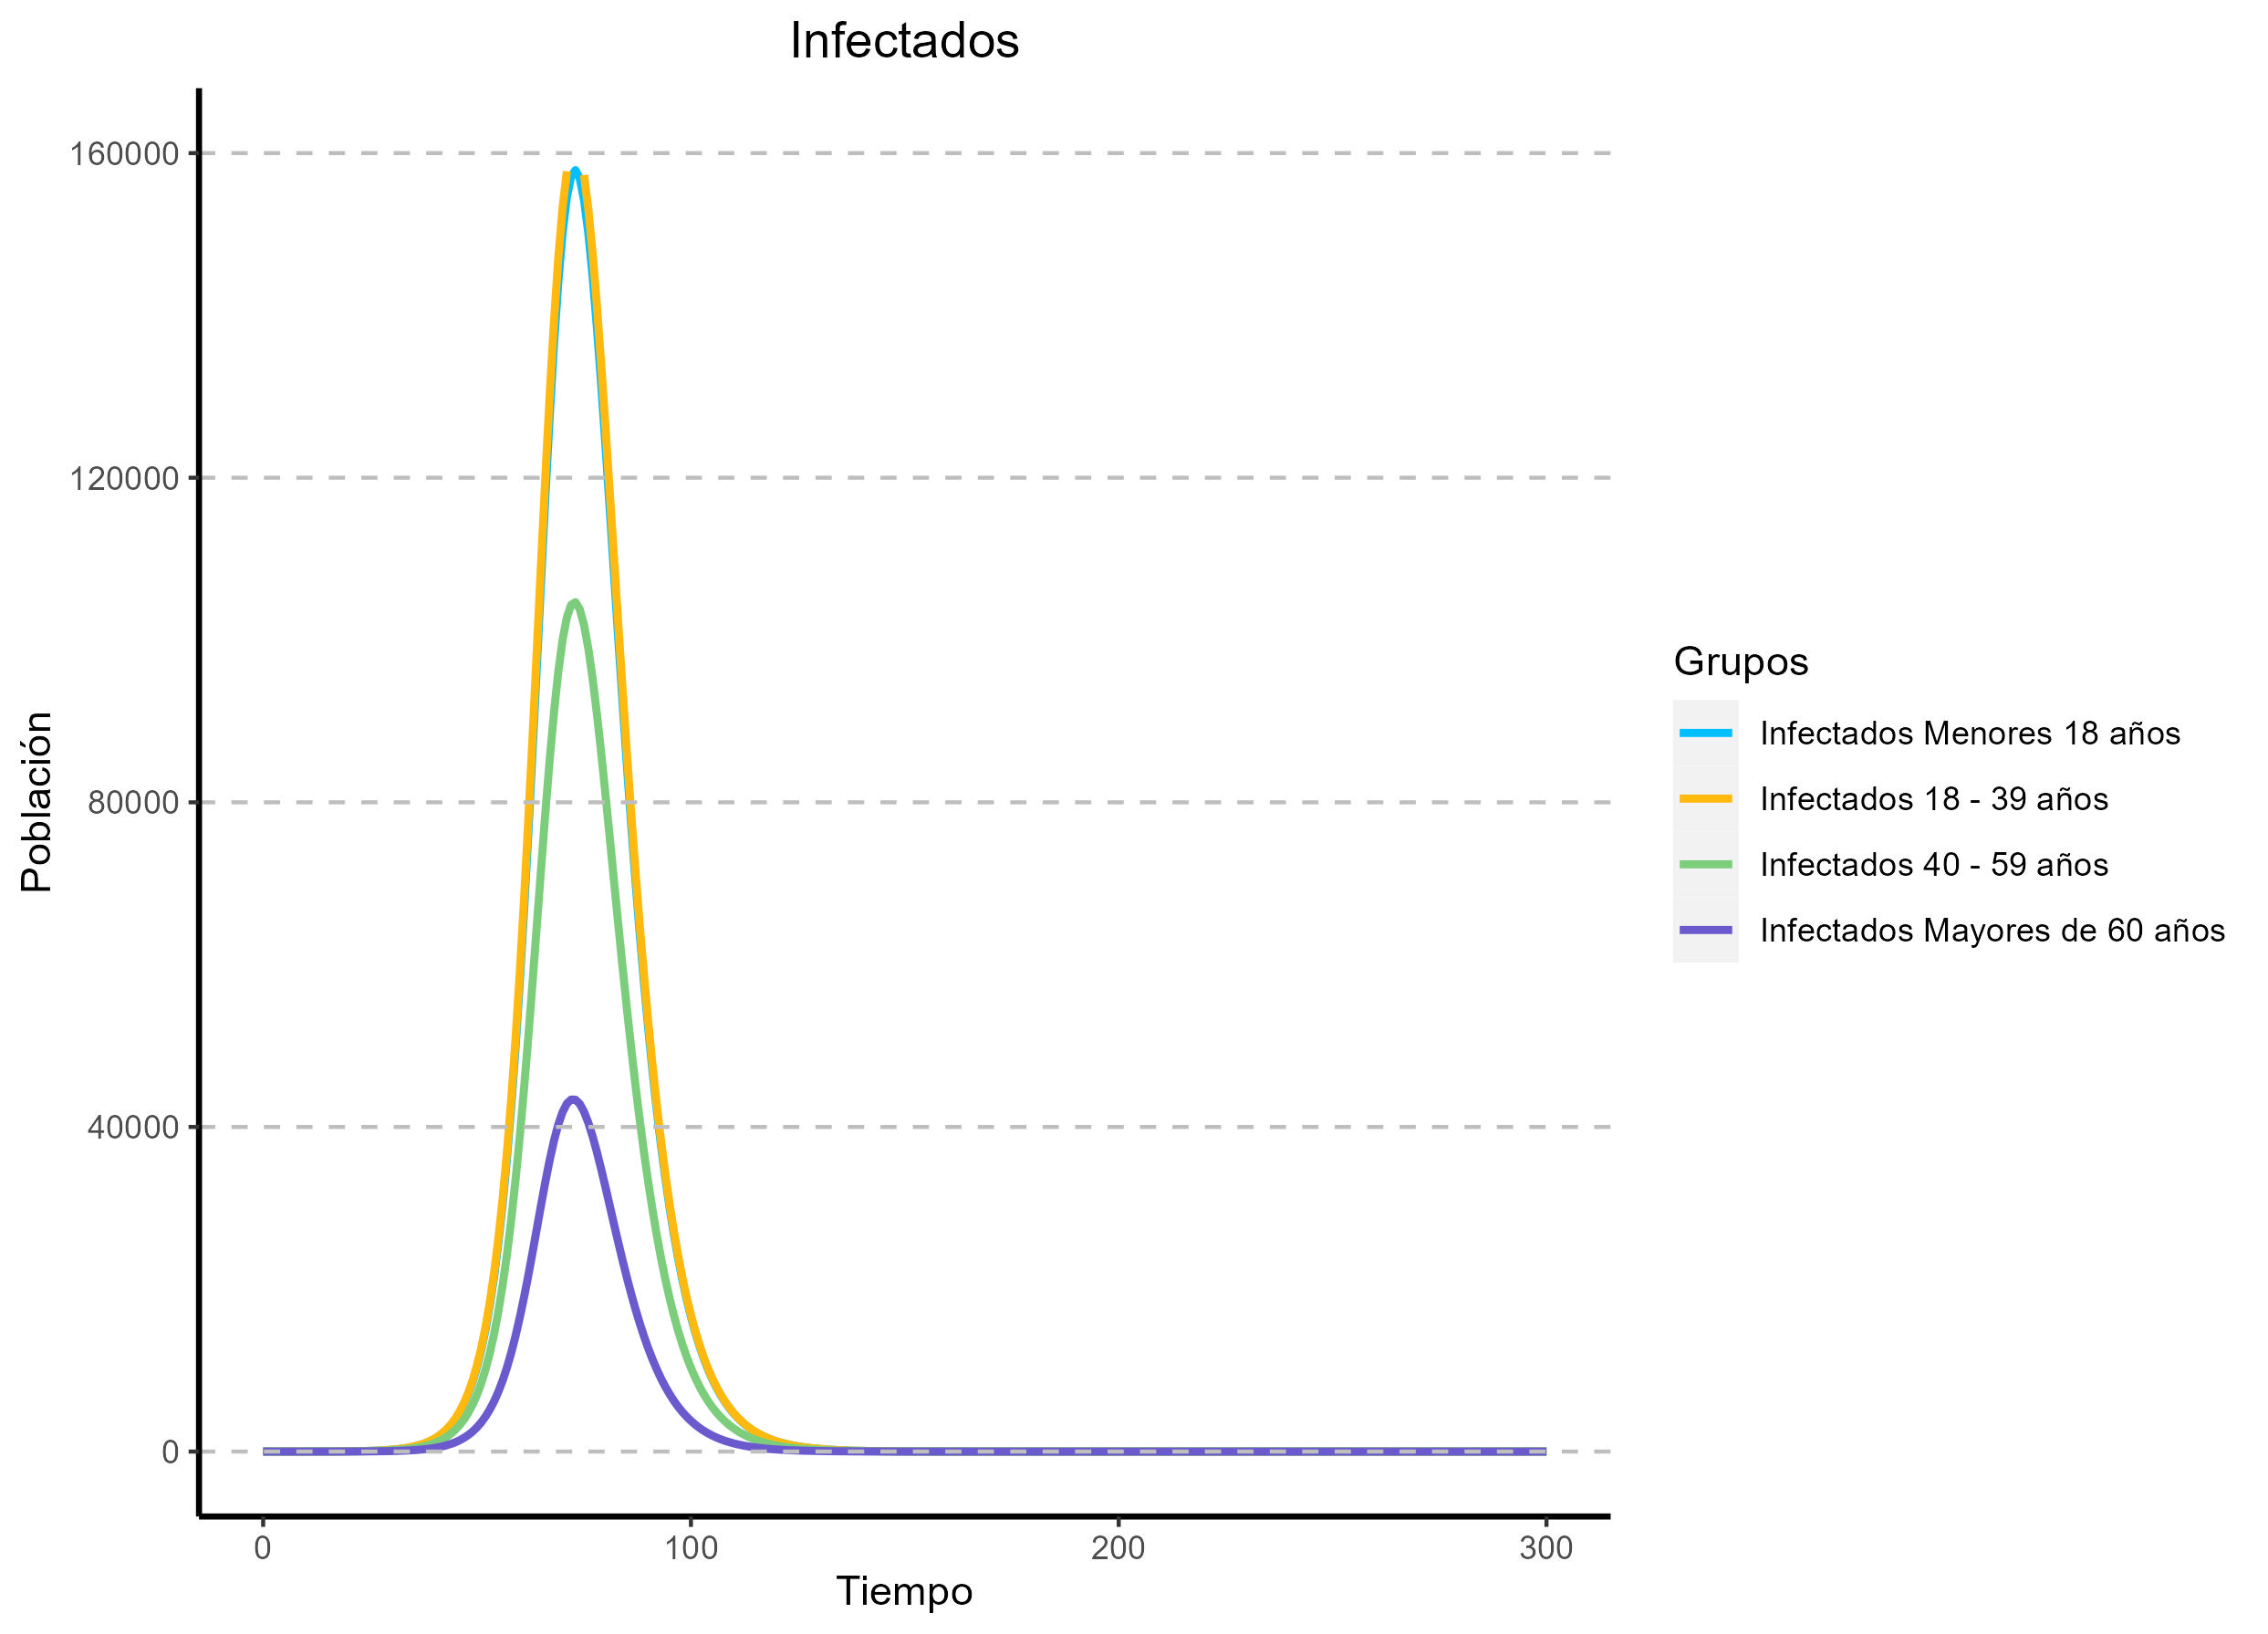 Infectados
Población
160000
120000
80000
40000
0
0
100
200
300
Tiempo
Grupos
Infectados Menores 18 años
Infectados 18 - 39 años
Infectados 40 - 59 años
Infectados Mayores de 60 años